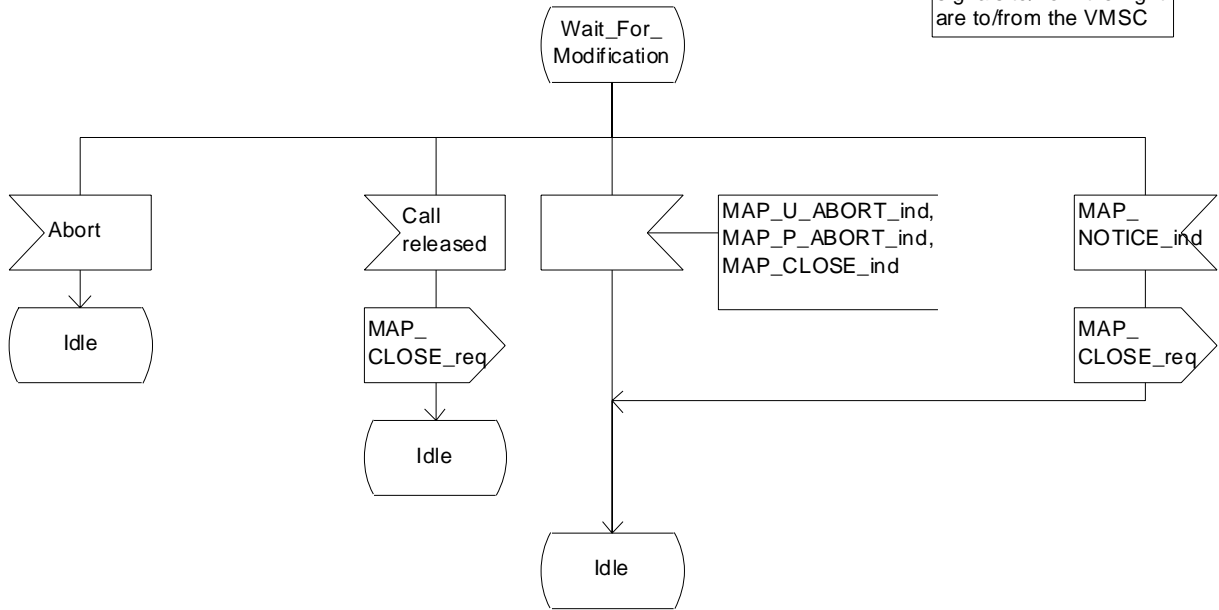 are to/from the VMSC
Wait_For_
Modification
Abort
Call
released
MAP_U_ABORT_ind,
MAP_P_ABORT_ind,
MAP_CLOSE_ind
MAP_
NOTICE_ind
Idle
MAP_
CLOSE_req
MAP_
CLOSE_req
Idle
Idle